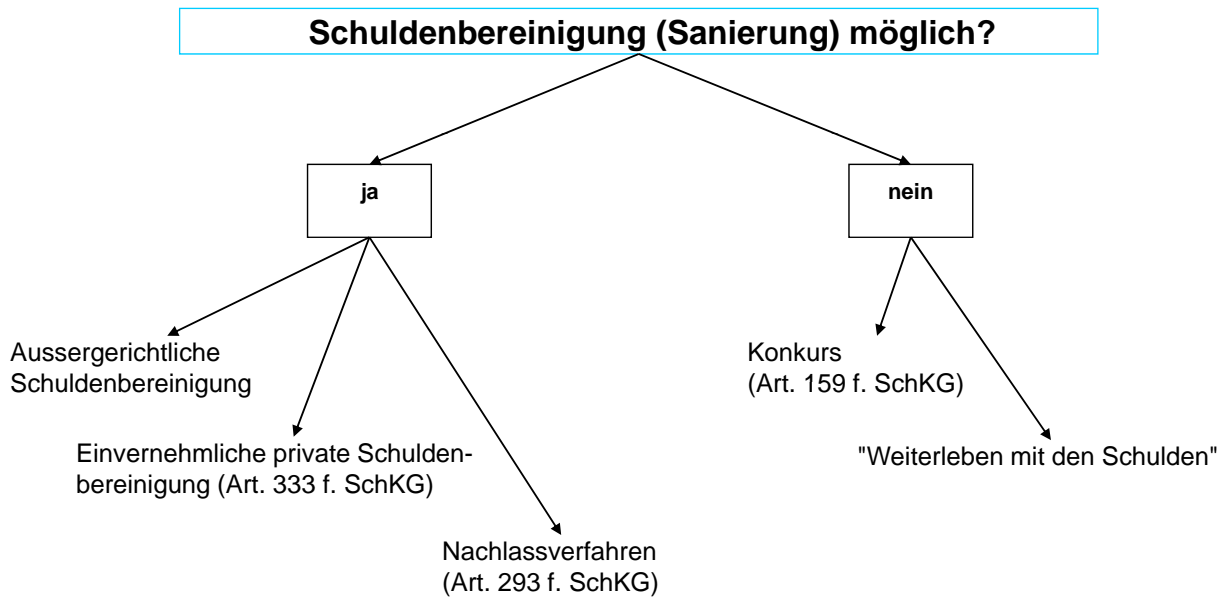 Schuldenbereinigung (Sanierung) möglich?
ja
nein
Aussergerichtliche
Schuldenbereinigung
Einvernehmliche private Schulden-
bereinigung (Art. 333 f. SchKG)
Nachlassverfahren
(Art. 293 f. SchKG)
Konkurs
(Art. 159 f. SchKG)
"Weiterleben mit den Schulden"